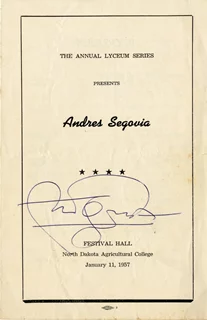 THE ANNUAL LYCEUM SERIES
PRESENTS
Andres Segovia
★ ★ ★ ★
FESTIVAL HALL
North Dakota Agricultural College
January 11, 1957